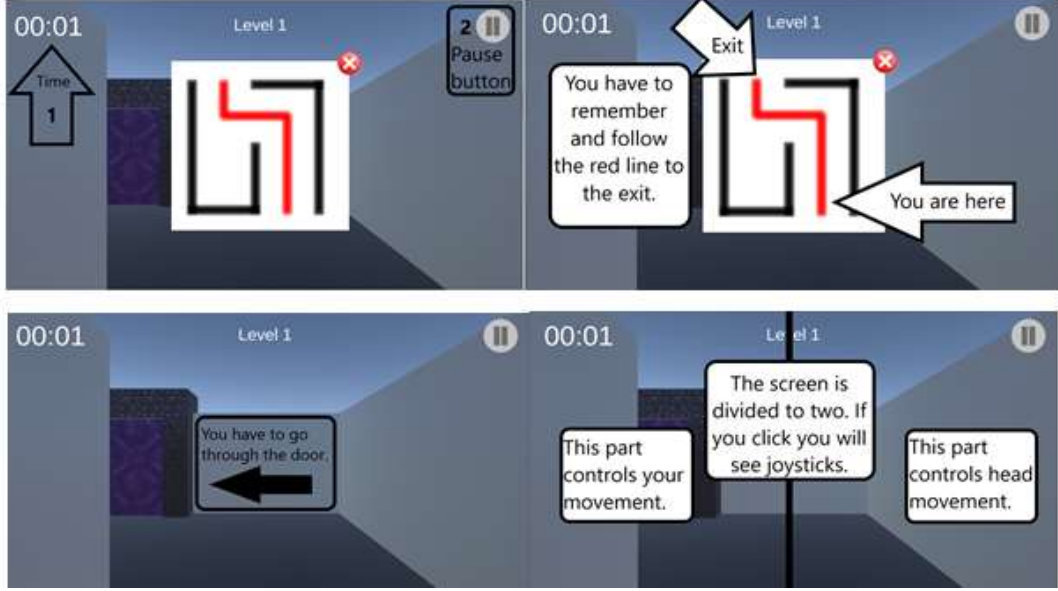 00:01
Level 1
2
Pause
button
Time
1
00:01
Level 1
Exit
You have to
remember
and follow
the red line to
the exit.
You are here
00:01
Level 1
You have to go
through the door.
00:01
Level 1
The screen is
divided to two. If
you click you will
see joysticks.
This part
controls your
movement.
This part
controls head
movement.